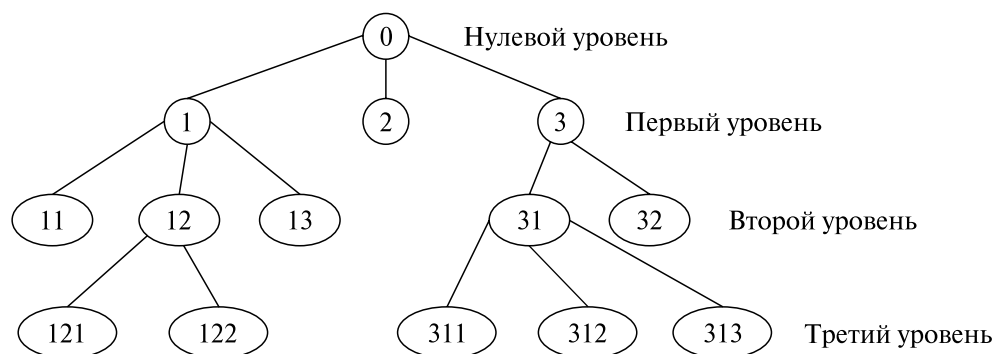 0 Нулевой уровень
1 2 3 Первый уровень
11 12 13 31 32 Второй уровень
121 122 311 312 313 Третий уровень